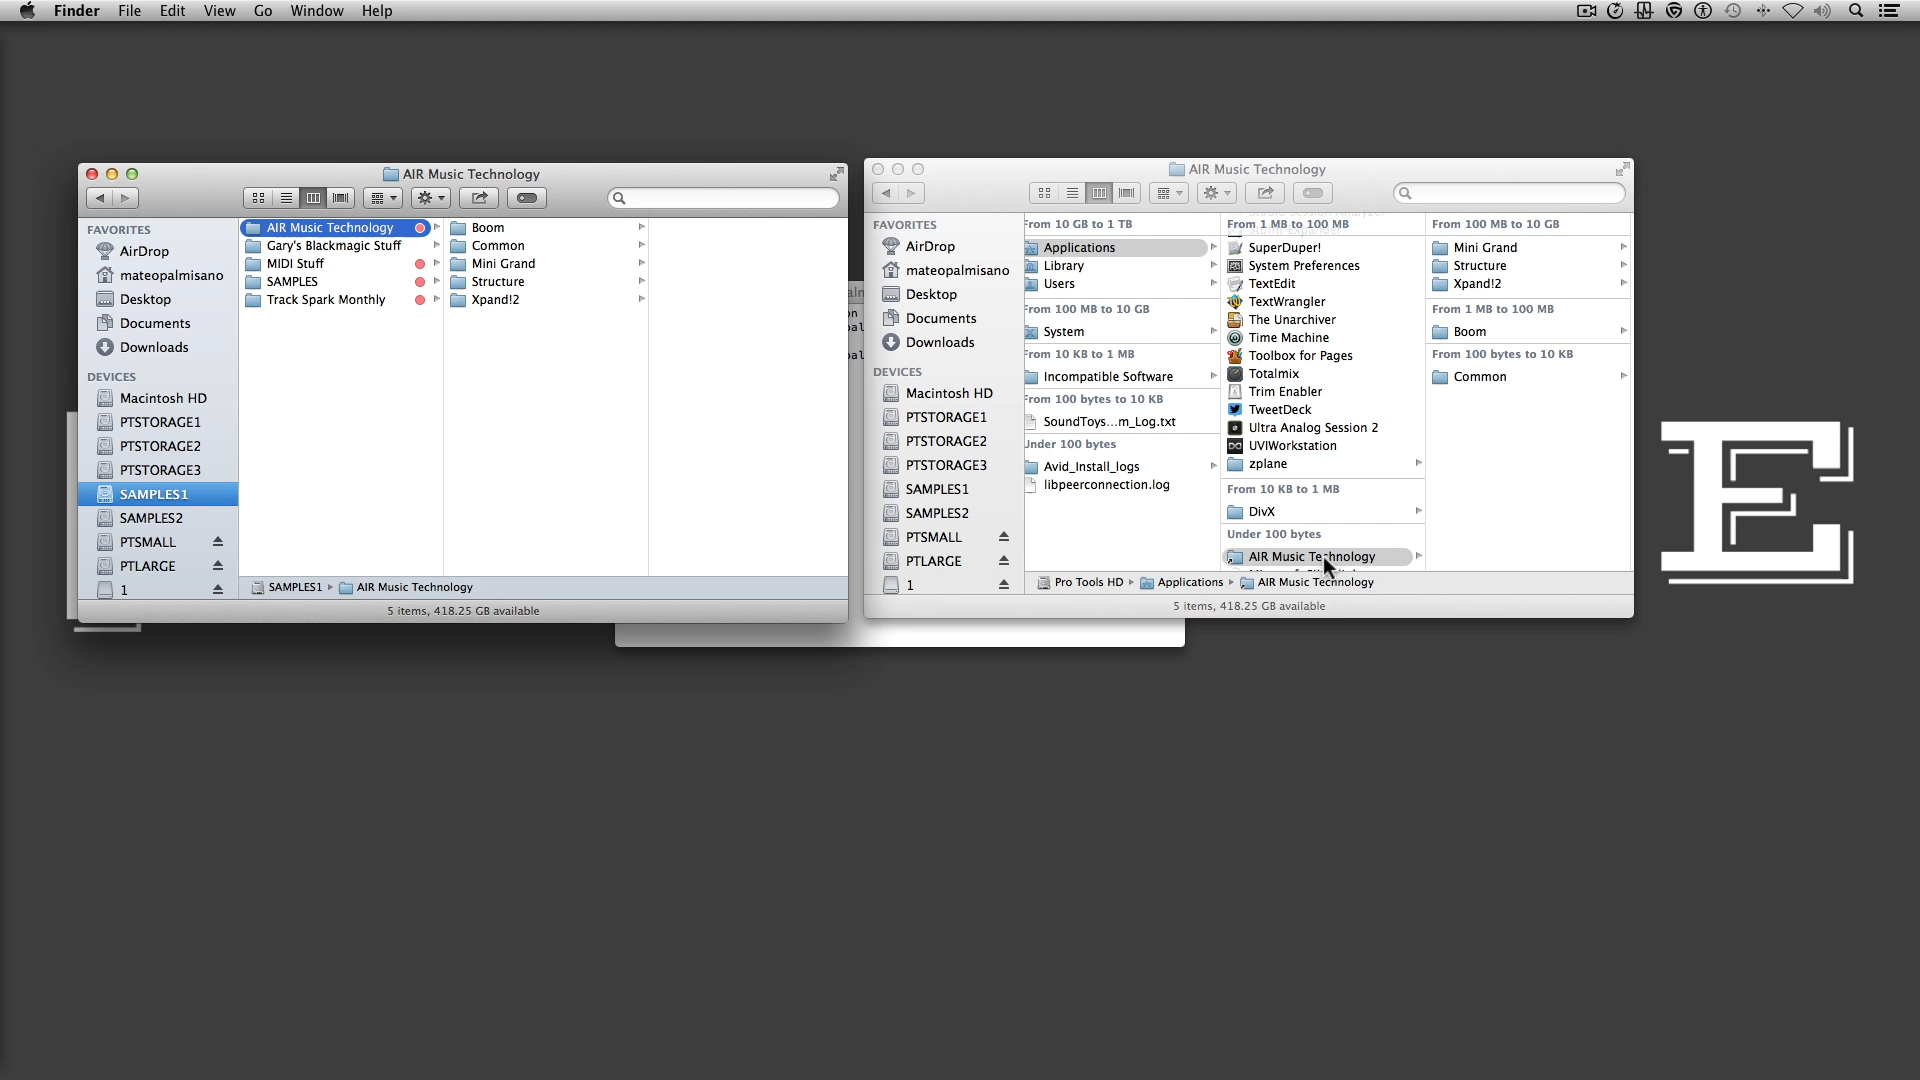 Finder File Edit View Go Window Help
AIR Music Technology
FAVORITES
AirDrop
mateopalmisano
Desktop
Documents
Downloads
DEVICES
Macintosh HD
PTSTORAGE1
PTSTORAGE2
PTSTORAGE3
SAMPLES1
SAMPLES2
PTSMALL
PTLARGE
1
AIR Music Technology
Gary's Blackmagic Stuff
MIDI Stuff
SAMPLES
Track Spark Monthly
Boom
Common
Mini Grand
Structure
Xpand!2
SAMPLES1 ▸ AIR Music Technology
5 items, 418.25 GB available
AIR Music Technology
FAVORITES
AirDrop
mateopalmisano
Desktop
Documents
Downloads
DEVICES
Macintosh HD
PTSTORAGE1
PTSTORAGE2
PTSTORAGE3
SAMPLES1
SAMPLES2
PTSMALL
PTLARGE
1
From 10 GB to 1 TB
Applications
Library
Users
From 100 MB to 10 GB
System
From 10 KB to 1 MB
Incompatible Software
From 100 bytes to 10 KB
SoundToys...m_Log.txt
Under 100 bytes
Avid_Install_logs
libpeerconnection.log
From 1 MB to 100 MB
SuperDuper!
System Preferences
TextEdit
TextWrangler
The Unarchiver
Time Machine
Toolbox for Pages
Totalmix
Trim Enabler
TweetDeck
Ultra Analog Session 2
UVIWorkstation
zplane
From 10 KB to 1 MB
DivX
Under 100 bytes
AIR Music Technology
From 100 MB to 10 GB
Mini Grand
Structure
Xpand!2
From 1 MB to 100 MB
Boom
From 100 bytes to 10 KB
Common
Pro Tools HD ▸ Applications ▸ AIR Music Technology
5 items, 418.25 GB available
E